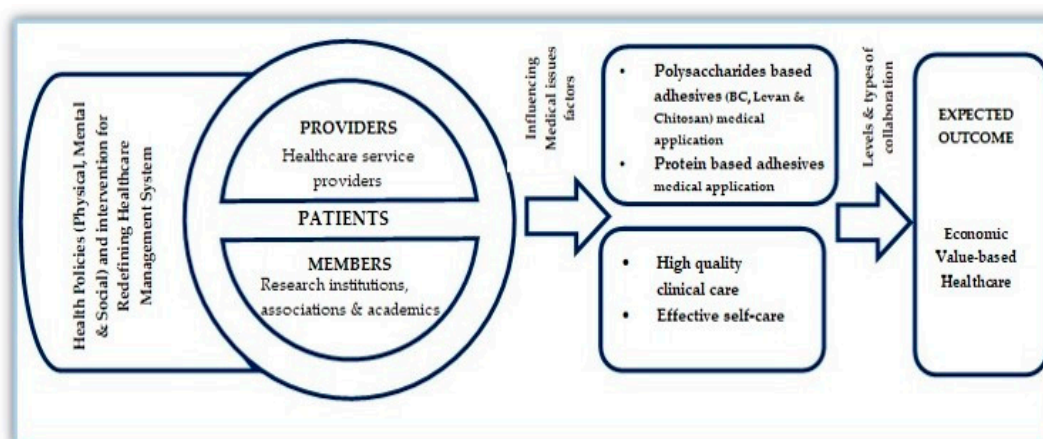 Health Policies (Physical, Mental
& Social) and intervention for
Redefining Healthcare
Management System
PROVIDERS
Healthcare service
providers
PATIENTS
MEMBERS
Research institutions,
associations & academics
Influencing
Medical issues
factors
• Polysaccharides based
adhesives (BC, Levan &
Chitosan) medical
application
• Protein based adhesives
medical application
• High quality
clinical care
• Effective self-care
Levels & types of
collaboration
EXPECTED
OUTCOME
Economic
Value-based
Healthcare